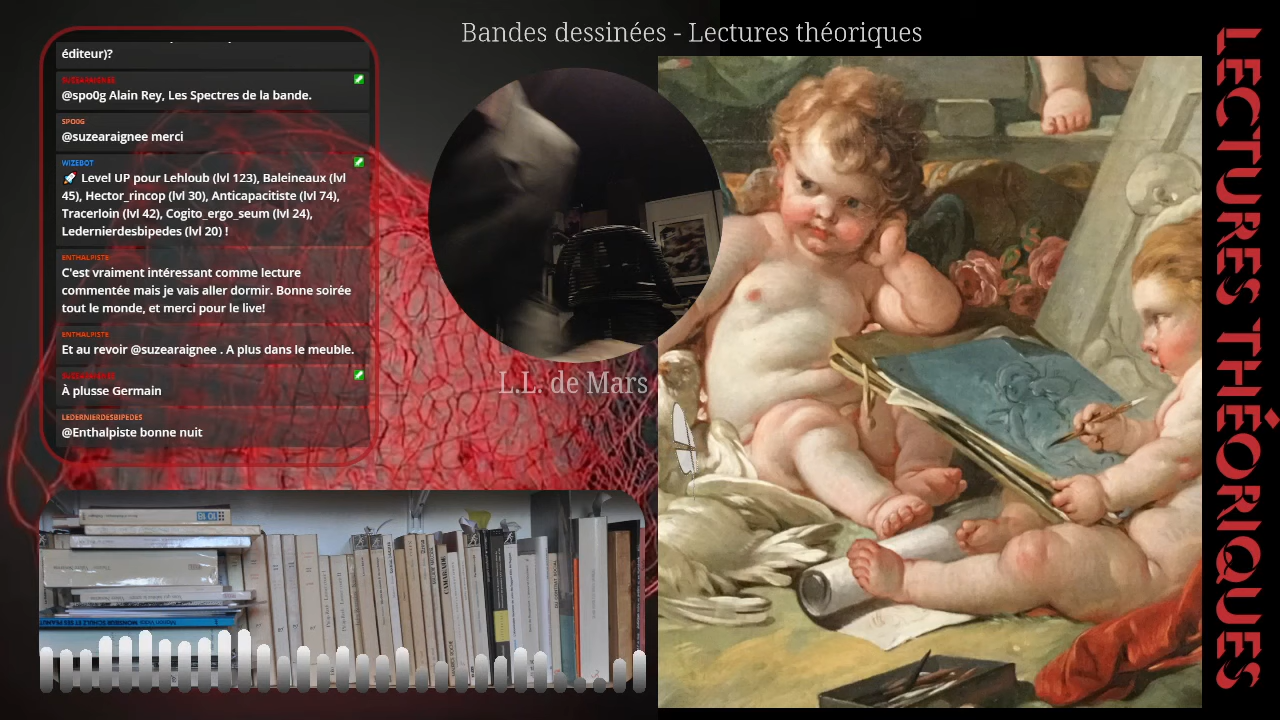 Bandes dessinées - Lectures théoriques
éditeur)?
SUZEARAIGNEE
@spo0g Alain Rey, Les Spectres de la bande.
SPO0G
@suzearaignee merci
WIZEBOT
🚀 Level UP pour Lehloub (lvl 123), Baleineaux (lvl
45), Hector_rincop (lvl 30), Anticapacitiste (lvl 74),
Tracerloin (lvl 42), Cogito_ergo_seum (lvl 24),
Ledernierdesbipedes (lvl 20) !
ENTHALPISTE
C'est vraiment intéressant comme lecture
commentée mais je vais aller dormir. Bonne soirée
tout le monde, et merci pour le live!
ENTHALPISTE
Et au revoir @suzearaignee . A plus dans le meuble.
SUZEARAIGNEE
À plusse Germain
LEDERNIERDESBIPEDES
@Enthalpiste bonne nuit
L.L. de Mars
LECTURES THÉORIQUES